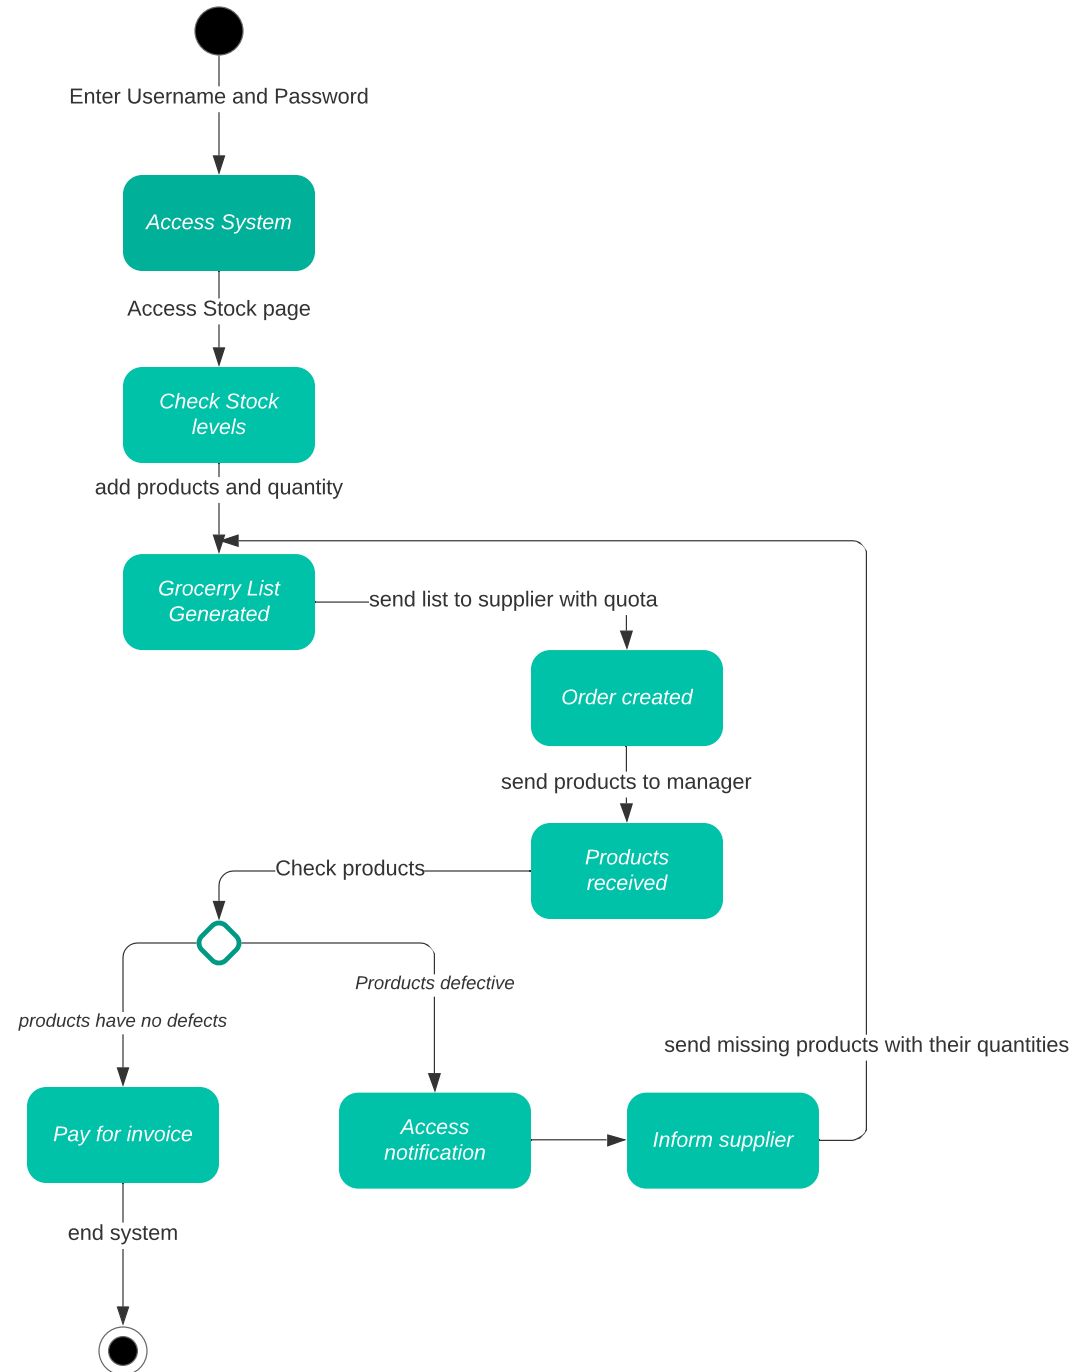 Enter Username and Password
Access System
Access Stock page
Check Stock
levels
add products and quantity
Grocerry List
Generated
send list to supplier with quota
Order created
send products to manager
Products
received
Check products
Prorducts defective
products have no defects
send missing products with their quantities
Pay for invoice
Access
notification
Inform supplier
end system